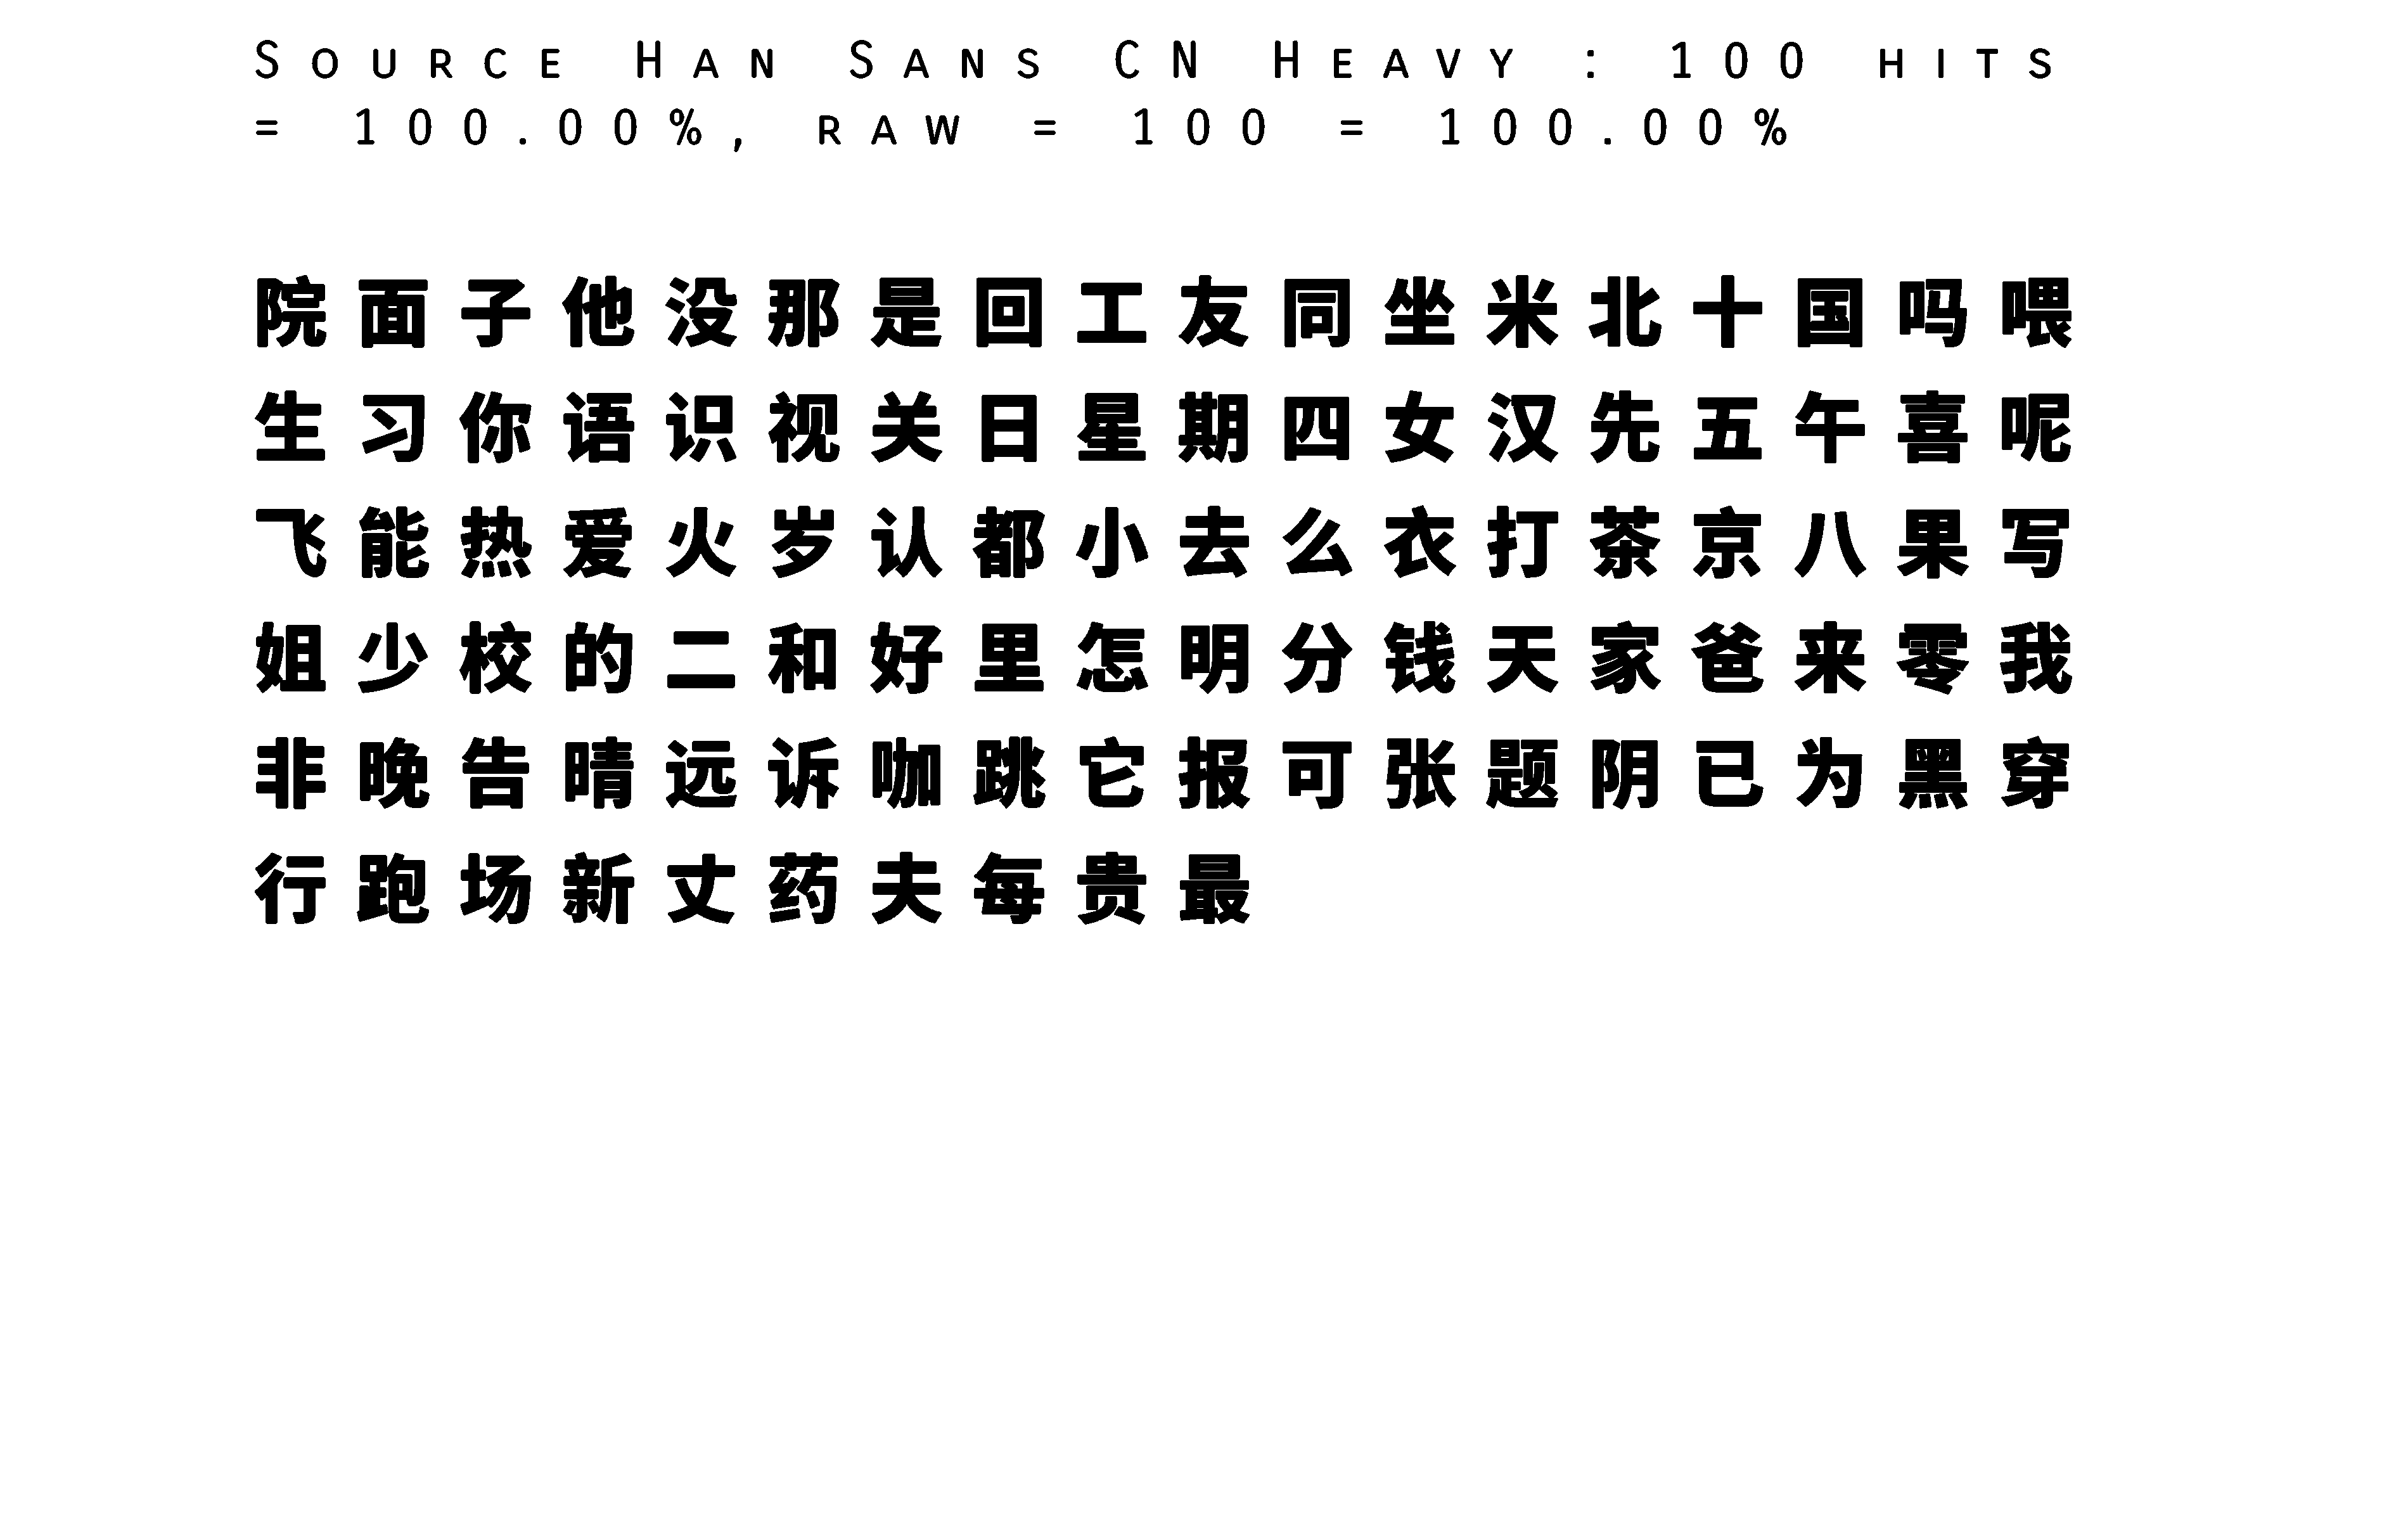 Source Han Sans CN Heavy : 100 hits
= 100.00%, raw = 100 = 100.00%
院面子他没那是回工友同坐米北十国吗喂
生习你语识视关日星期四女汉先五午喜呢
飞能热爱火岁认都小去么衣打茶京八果写
姐少校的二和好里怎明分钱天家爸来零我
非晚告晴远诉咖跳它报可张题阴已为黑穿
行跑场新丈药夫每贵最